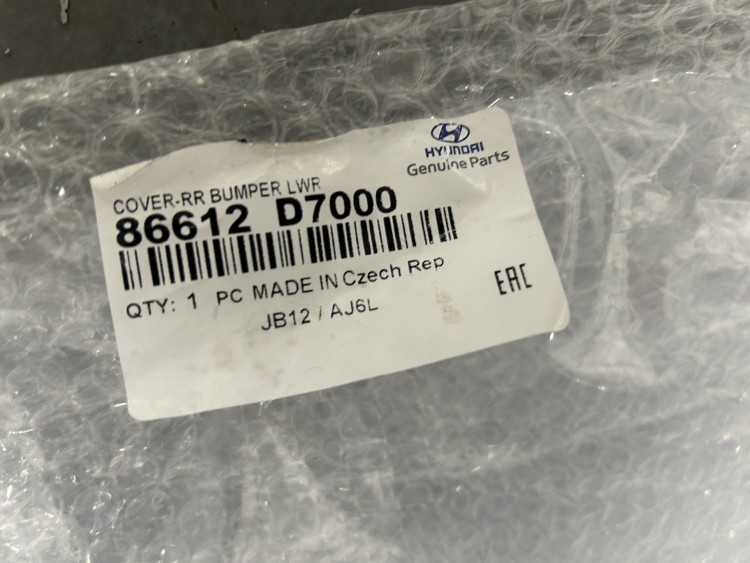 HYUNDAI
Genuine Parts
COVER-RR BUMPER LWR
86612 D7000
QTY: 1 PC MADE IN Czech Rep
JB12 / AJ6L
EAC